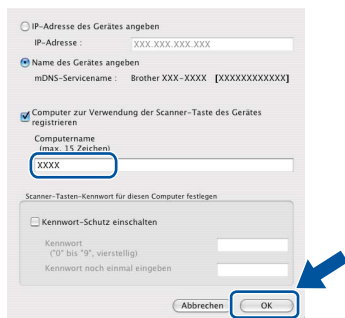 IP-Adresse des Gerätes angeben
IP-Adresse : XXX.XXX.XXX.XXX
Name des Gerätes angeben
mDNS-Servicename : Brother XXX-XXXX [XXXXXXXXXXXX]
Computer zur Verwendung der Scanner-Taste des Gerätes
registrieren
Computername
(max. 15 Zeichen)
XXXX
Scanner-Tasten-Kennwort für diesen Computer festlegen
Kennwort-Schutz einschalten
Kennwort
("0" bis "9", vierstellig)
Kennwort noch einmal eingeben
Abbrechen OK